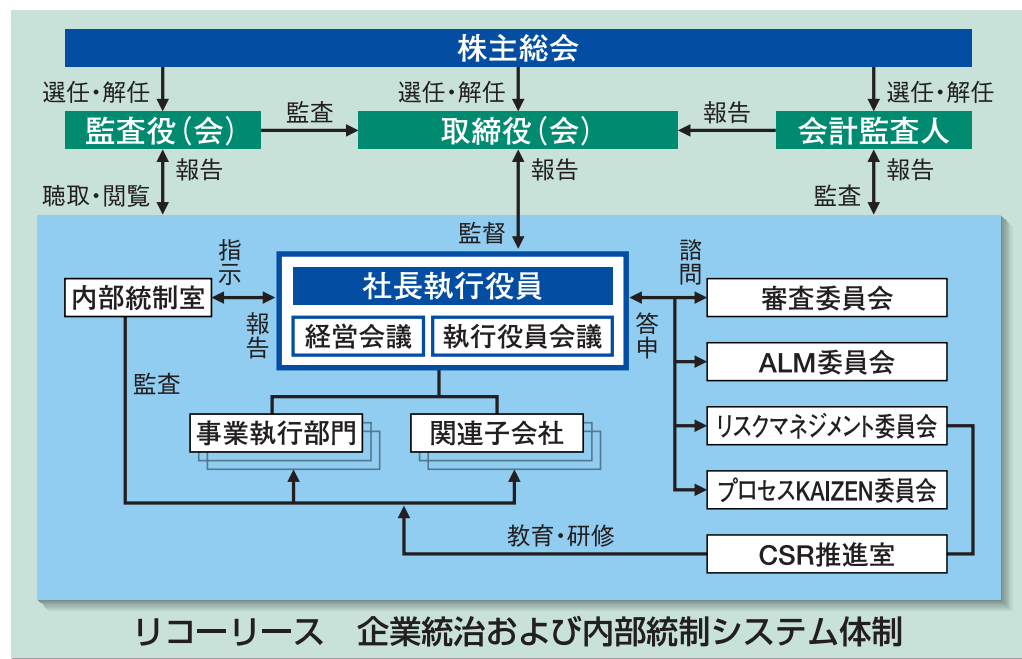 株主総会
選任・解任
選任・解任
選任・解任
監査役（会）
監査
取締役（会）
報告
会計監査人
聴取・閲覧
報告
報告
監督
監査
報告
内部統制室
指示
報告
社長執行役員
経営会議
執行役員会議
諮問
答申
審査委員会
ALM委員会
リスクマネジメント委員会
プロセスKAIZEN委員会
CSR推進室
監査
事業執行部門
関連子会社
教育・研修
リコーリース 企業統治および内部統制システム体制